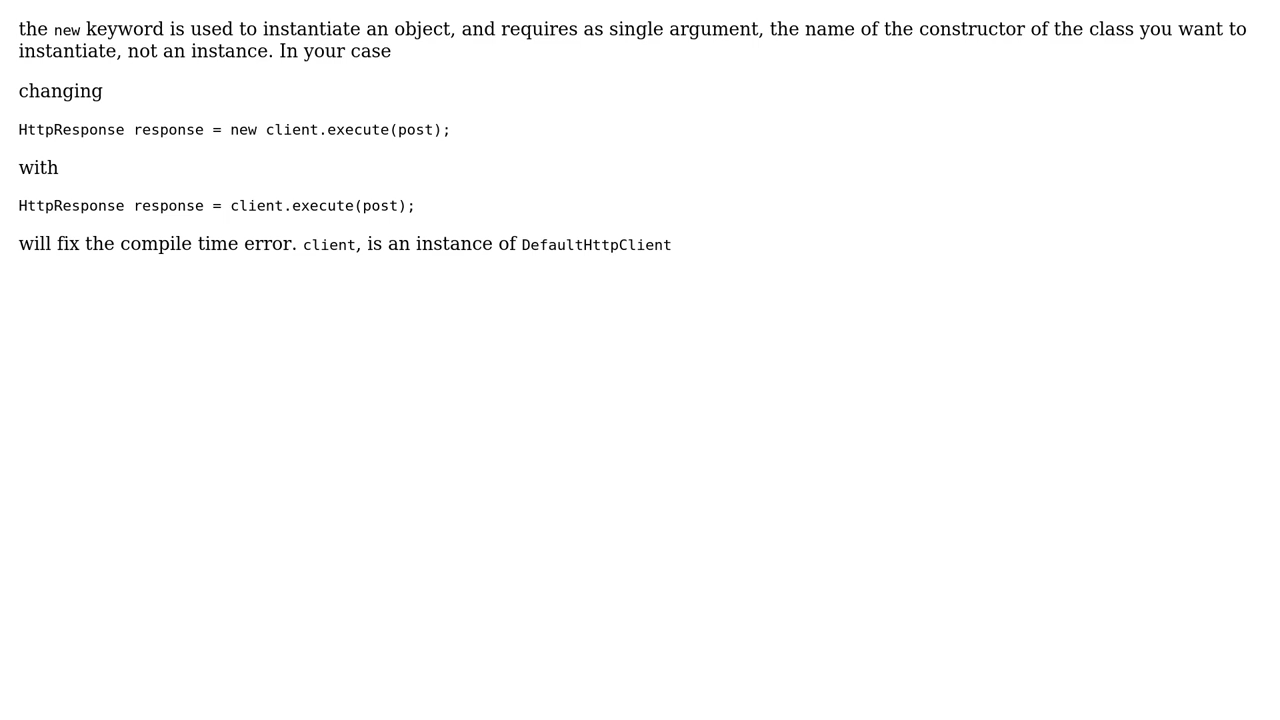 the new keyword is used to instantiate an object, and requires as single argument, the name of the constructor of the class you want to
instantiate, not an instance. In your case
changing
HttpResponse response = new client.execute(post);
with
HttpResponse response = client.execute(post);
will fix the compile time error. client, is an instance of DefaultHttpClient